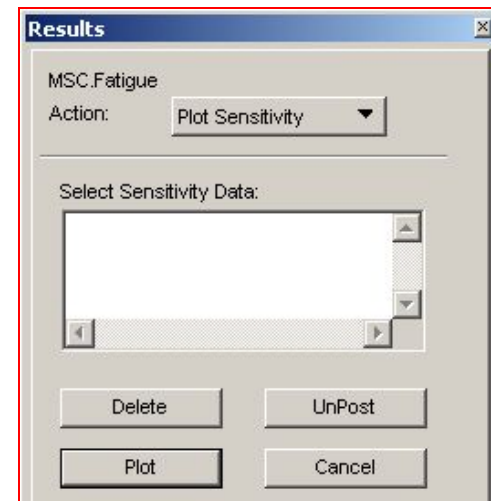 Results
MSC.Fatigue
Action: Plot Sensitivity
Select Sensitivity Data:
Delete UnPost
Plot Cancel